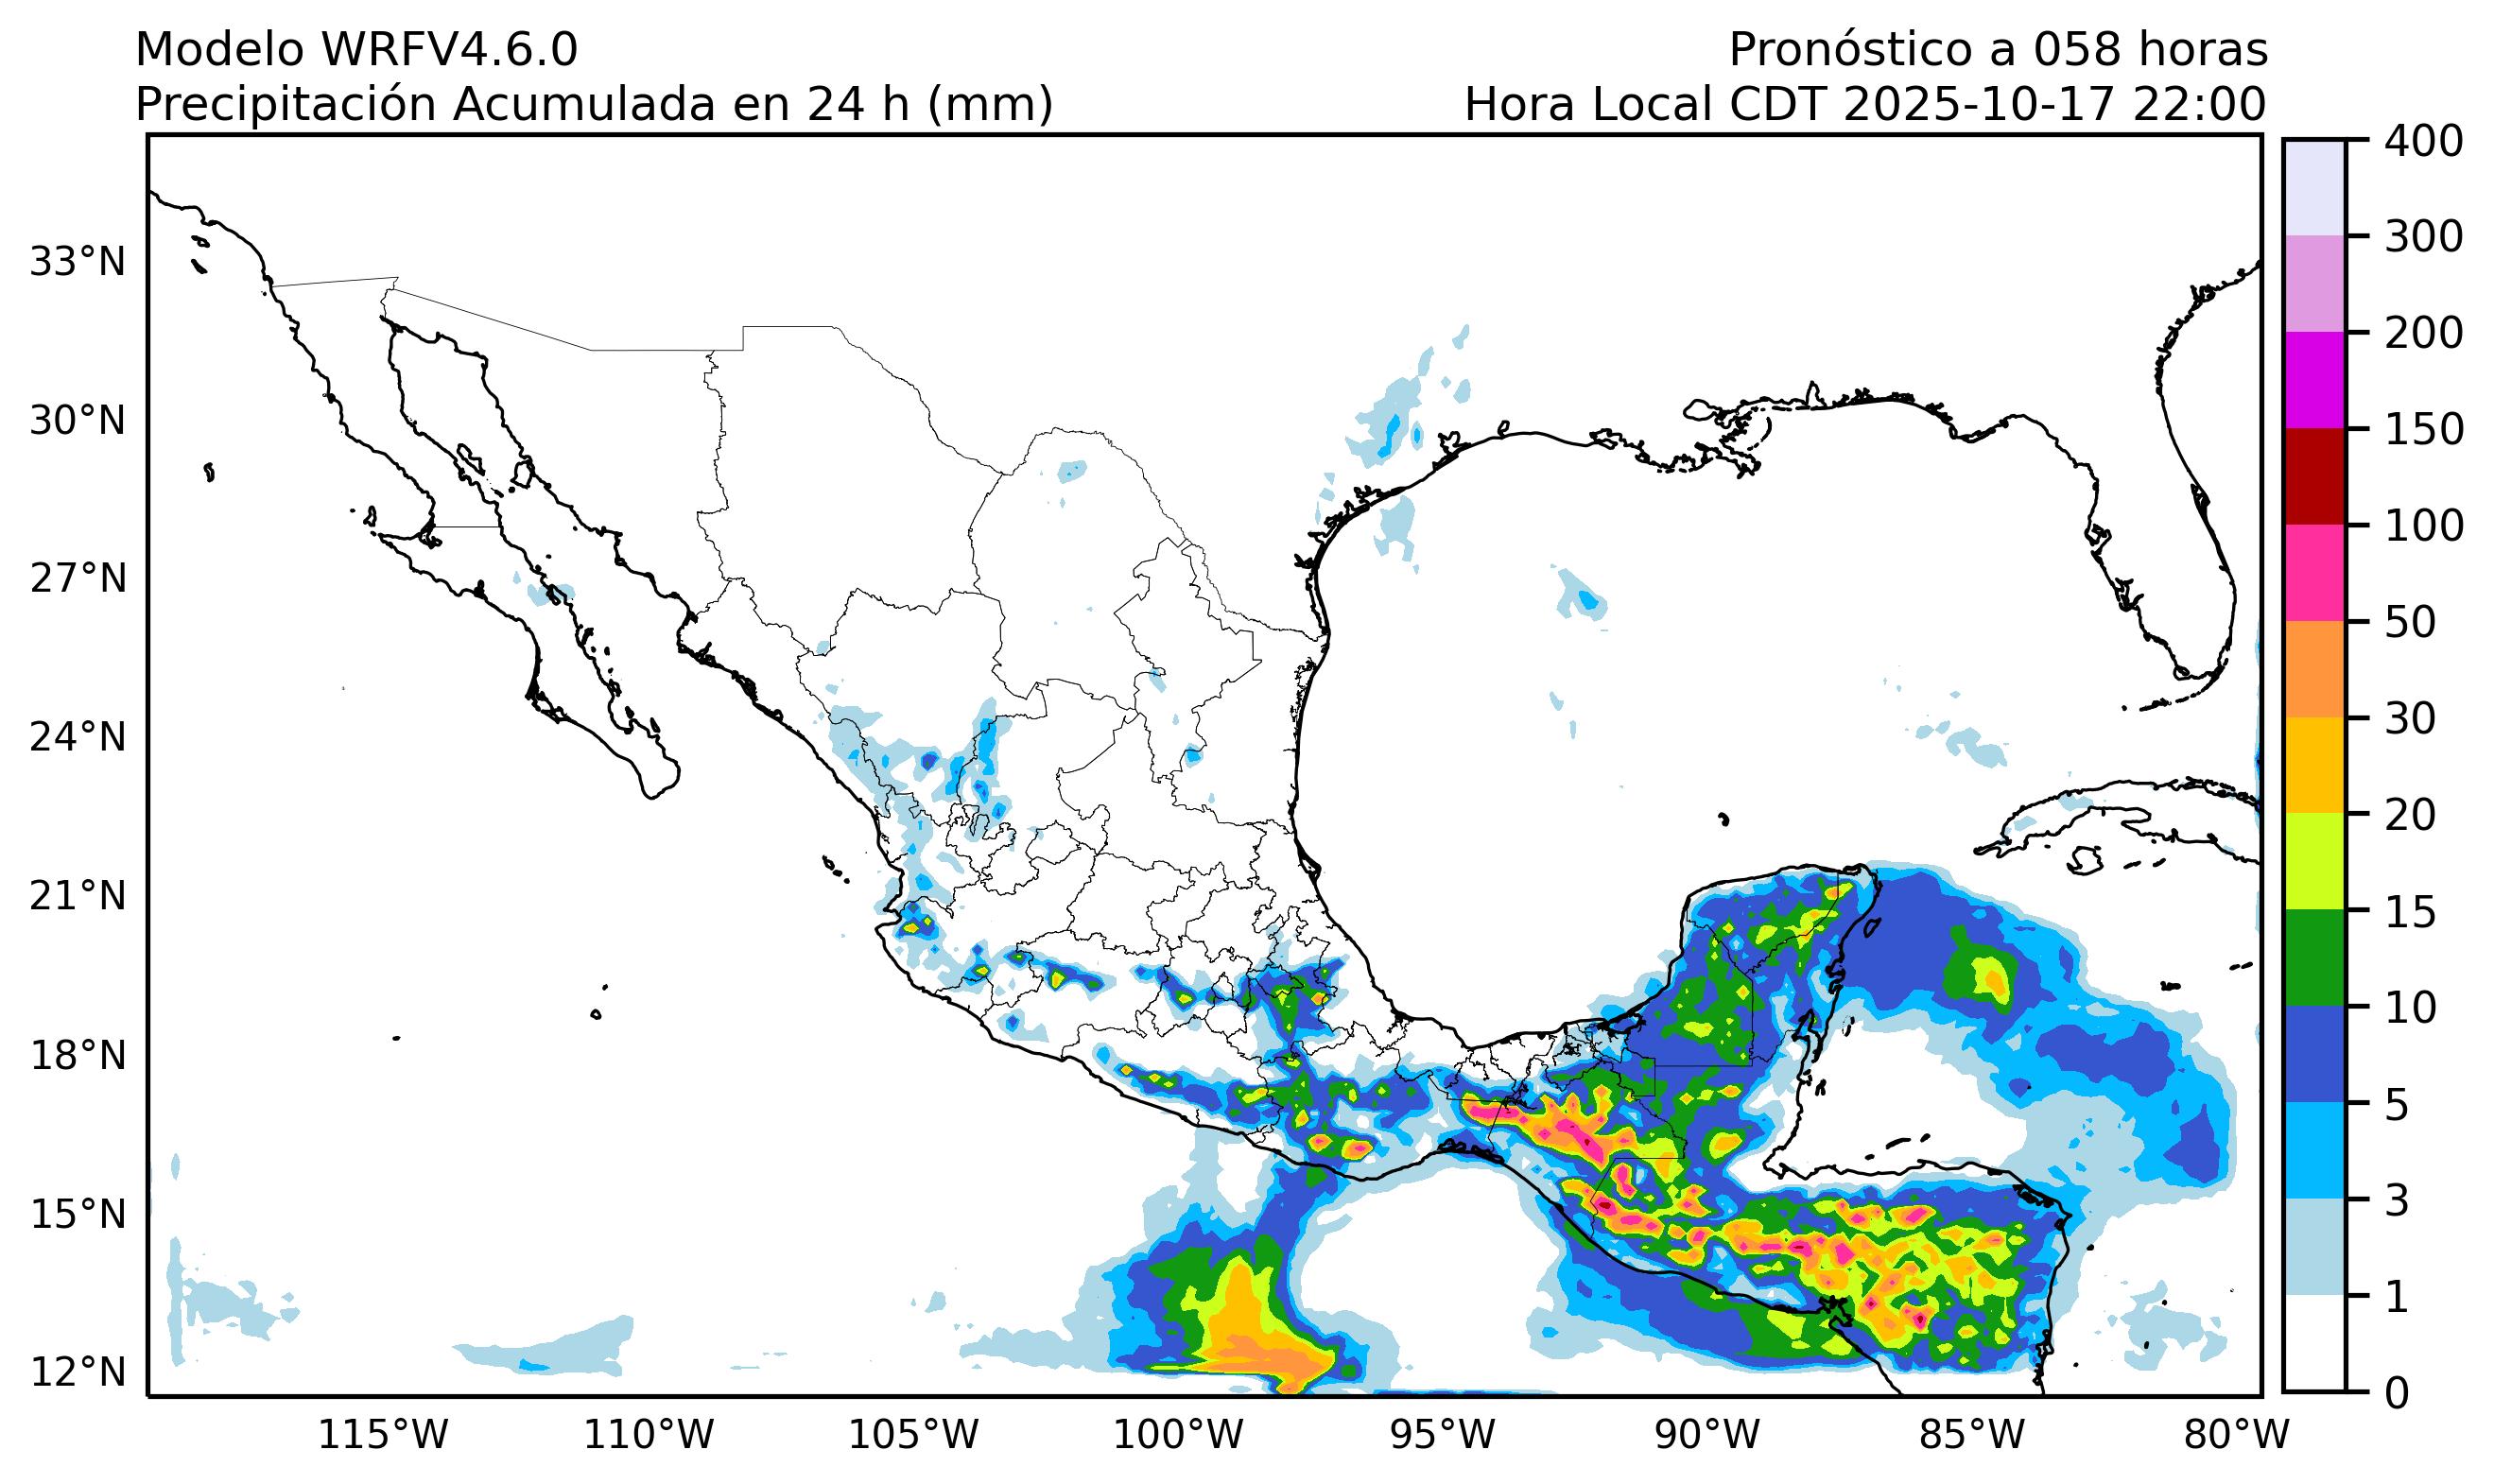 Modelo WRFV4.6.0
Pronóstico a 058 horas
Precipitación Acumulada en 24 h (mm)
Hora Local CDT 2025-10-17 22:00
400
300
200
150
100
50
30
20
15
10
5
3
1
0
33°N
30°N
27°N
24°N
21°N
18°N
15°N
12°N
115°W
110°W
105°W
100°W
95°W
90°W
85°W
80°W